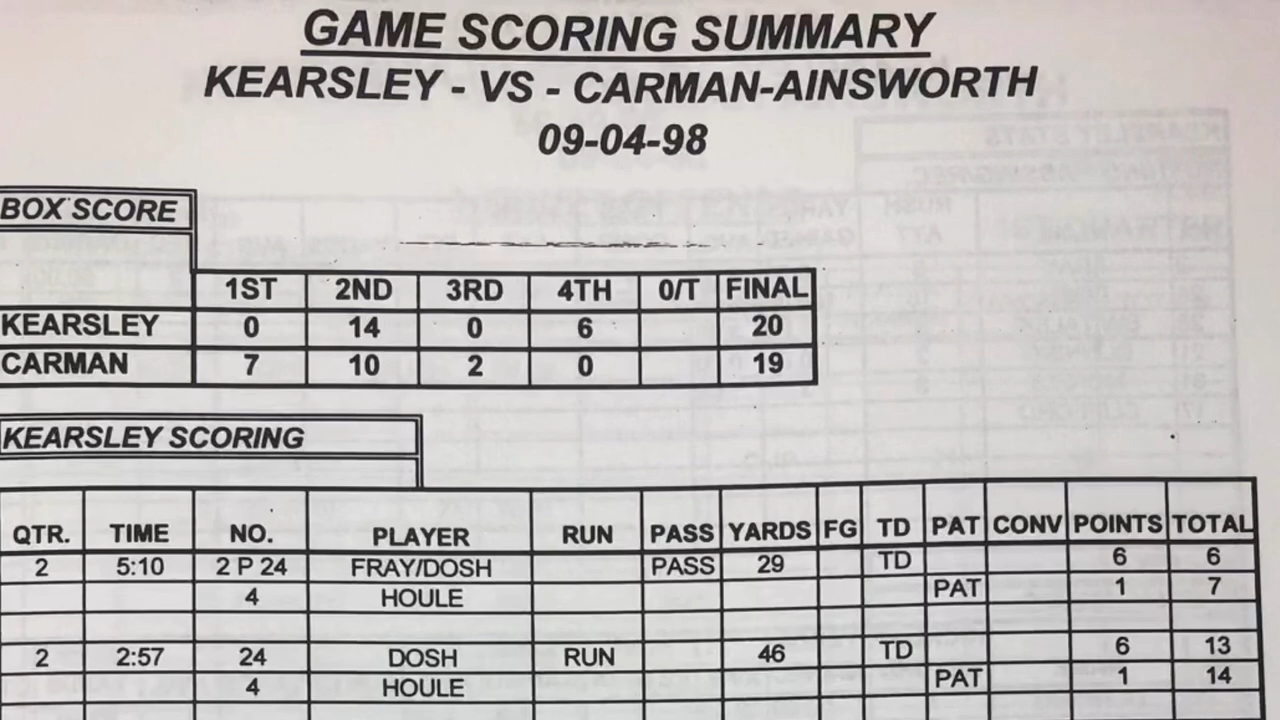 GAME SCORING SUMMARY
KEARSLEY - VS - CARMAN-AINSWORTH
09-04-98
BOX SCORE
1ST 2ND 3RD 4TH 0/T FINAL
KEARSLEY 0 14 0 6 20
CARMAN 7 10 2 0 19
KEARSLEY SCORING
QTR. TIME NO. PLAYER RUN PASS YARDS FG TD PAT CONV POINTS TOTAL
2 5:10 2 P 24 FRAY/DOSH PASS 29 TD 6 6
4 HOULE PAT 1 7
2 2:57 24 DOSH RUN 46 TD 6 13
4 HOULE PAT 1 14